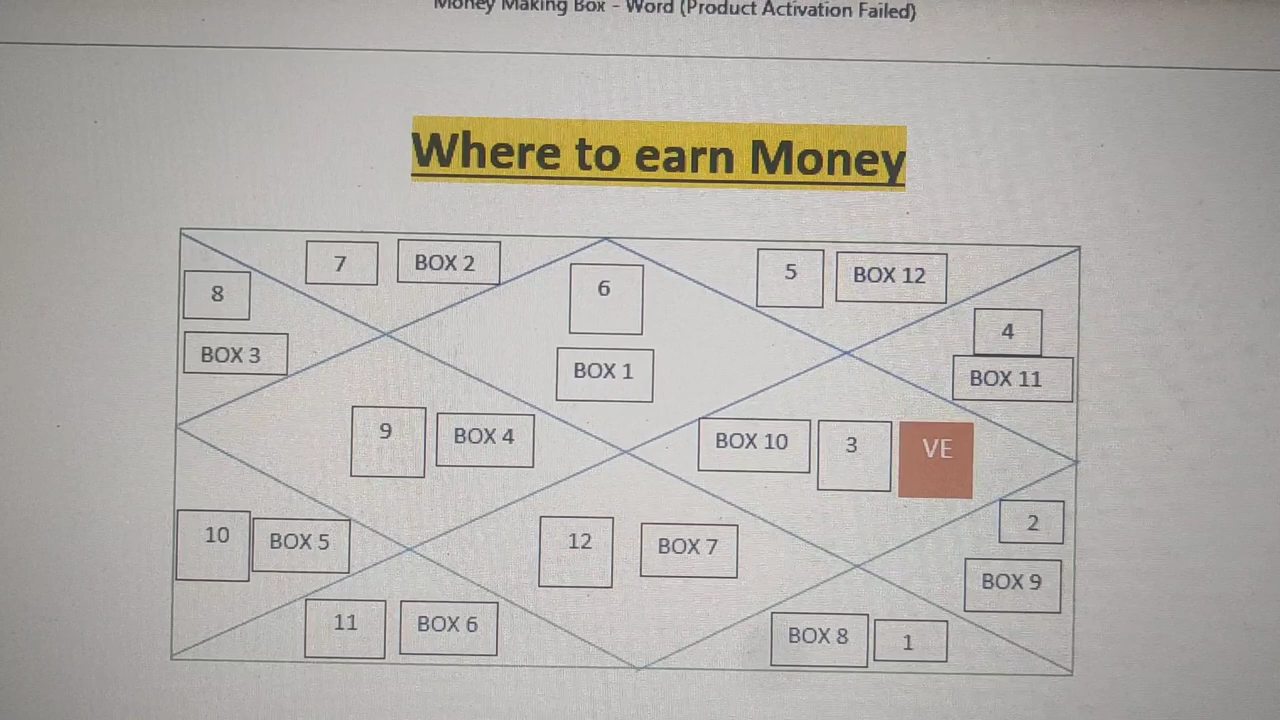 Money Making Box - Word (Product Activation Failed)
Where to earn Money
7 BOX 2
6
5 BOX 12
8
4
BOX 3
BOX 1
BOX 11
9 BOX 4
BOX 10 3 VE
10 BOX 5
12 BOX 7
2
BOX 9
11 BOX 6
BOX 8 1